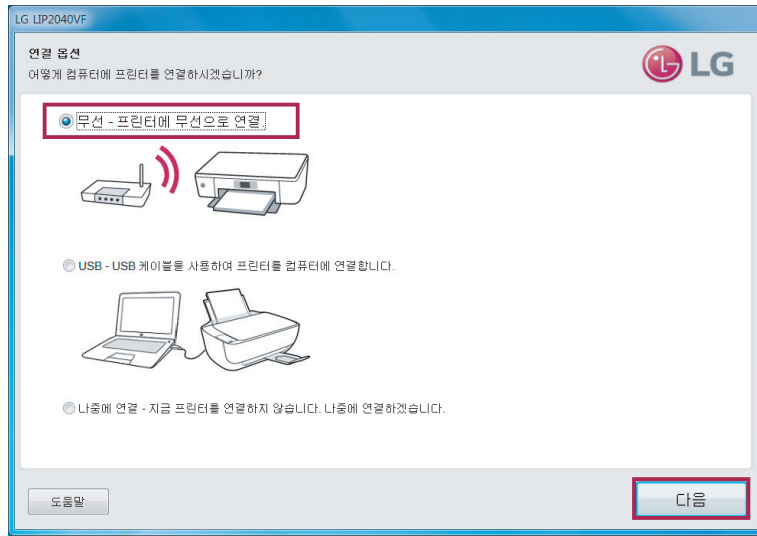 LG LIP2040VF
연결 옵션
어떻게 컴퓨터에 프린터를 연결하시겠습니까?
LG
무선 - 프린터에 무선으로 연결.
USB - USB 케이블을 사용하여 프린터를 컴퓨터에 연결합니다.
나중에 연결 - 지금 프린터를 연결하지 않습니다. 나중에 연결하겠습니다.
도움말
다음